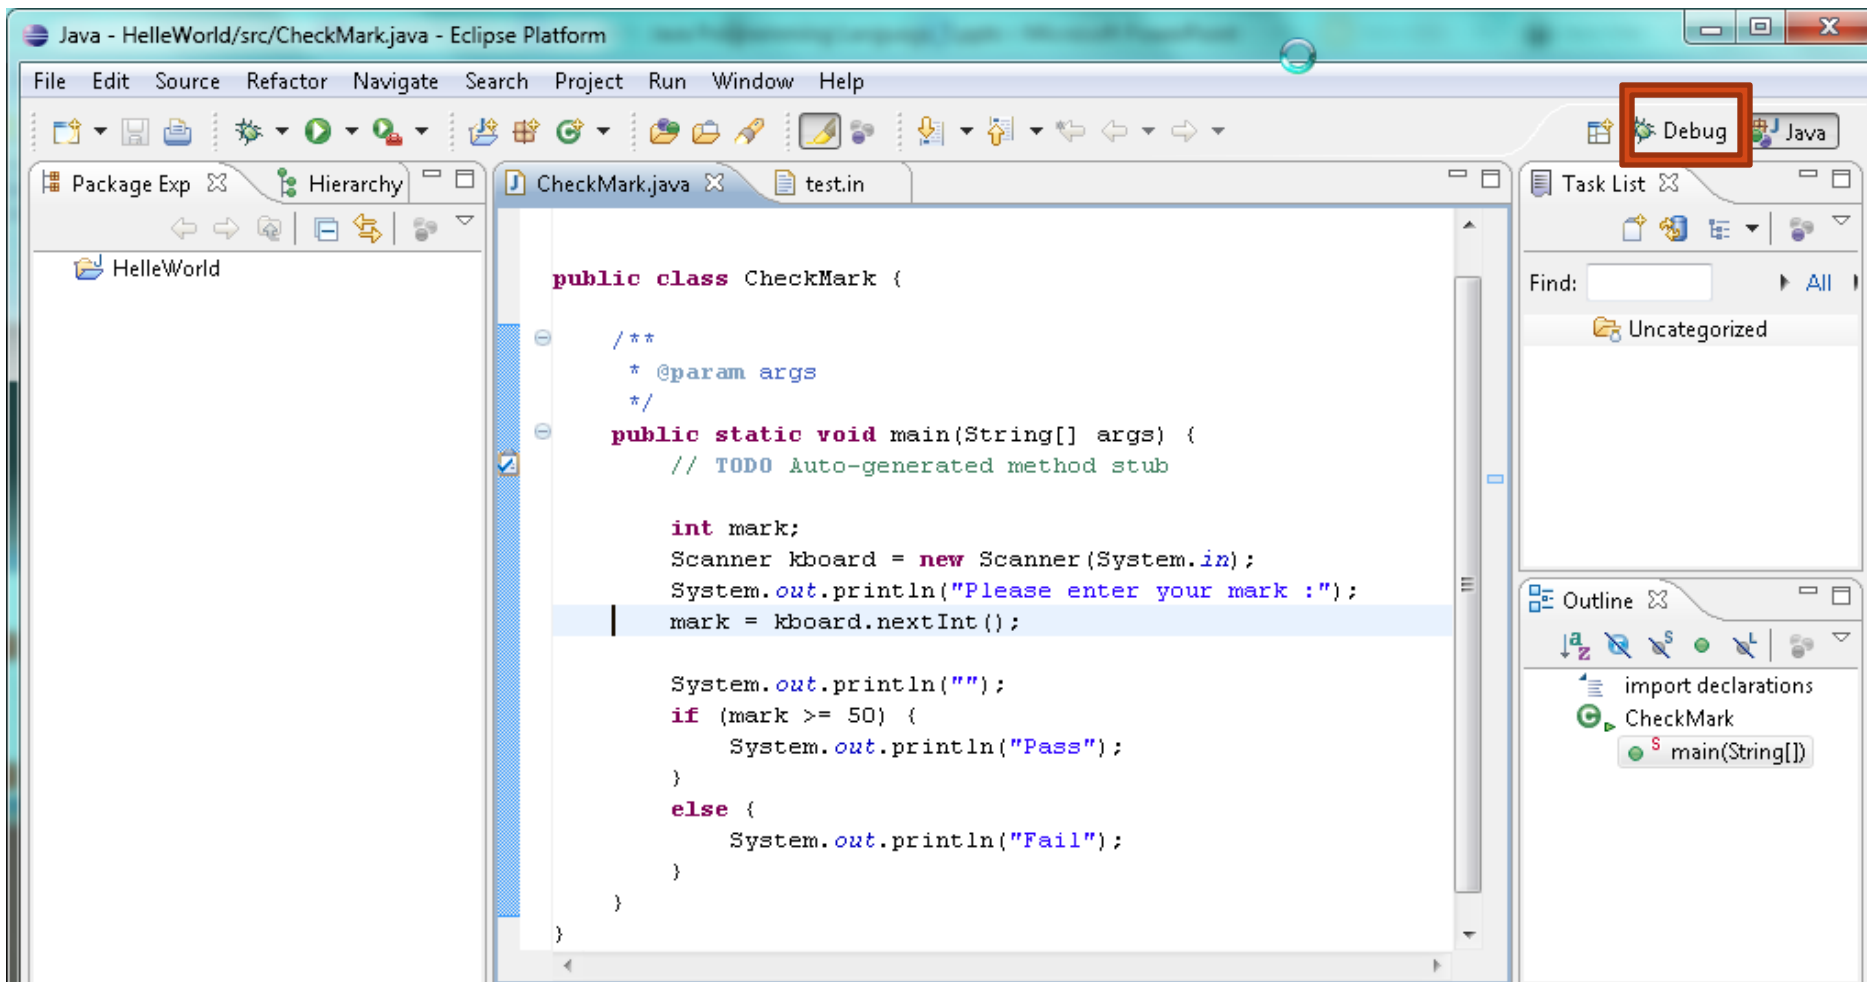 Java - HelleWorld/src/CheckMark.java - Eclipse Platform
File Edit Source Refactor Navigate Search Project Run Window Help
Debug Java
Package Exp Hierarchy
HelleWorld
CheckMark.java test.in
public class CheckMark {
/**
* @param args
*/
public static void main(String[] args) {
// TODO Auto-generated method stub
int mark;
Scanner kboard = new Scanner(System.in);
System.out.println("Please enter your mark :");
mark = kboard.nextInt();
System.out.println("");
if (mark >= 50) {
System.out.println("Pass");
}
else {
System.out.println("Fail");
}
}
}
Task List
Find: All
Uncategorized
Outline
import declarations
CheckMark
main(String[])